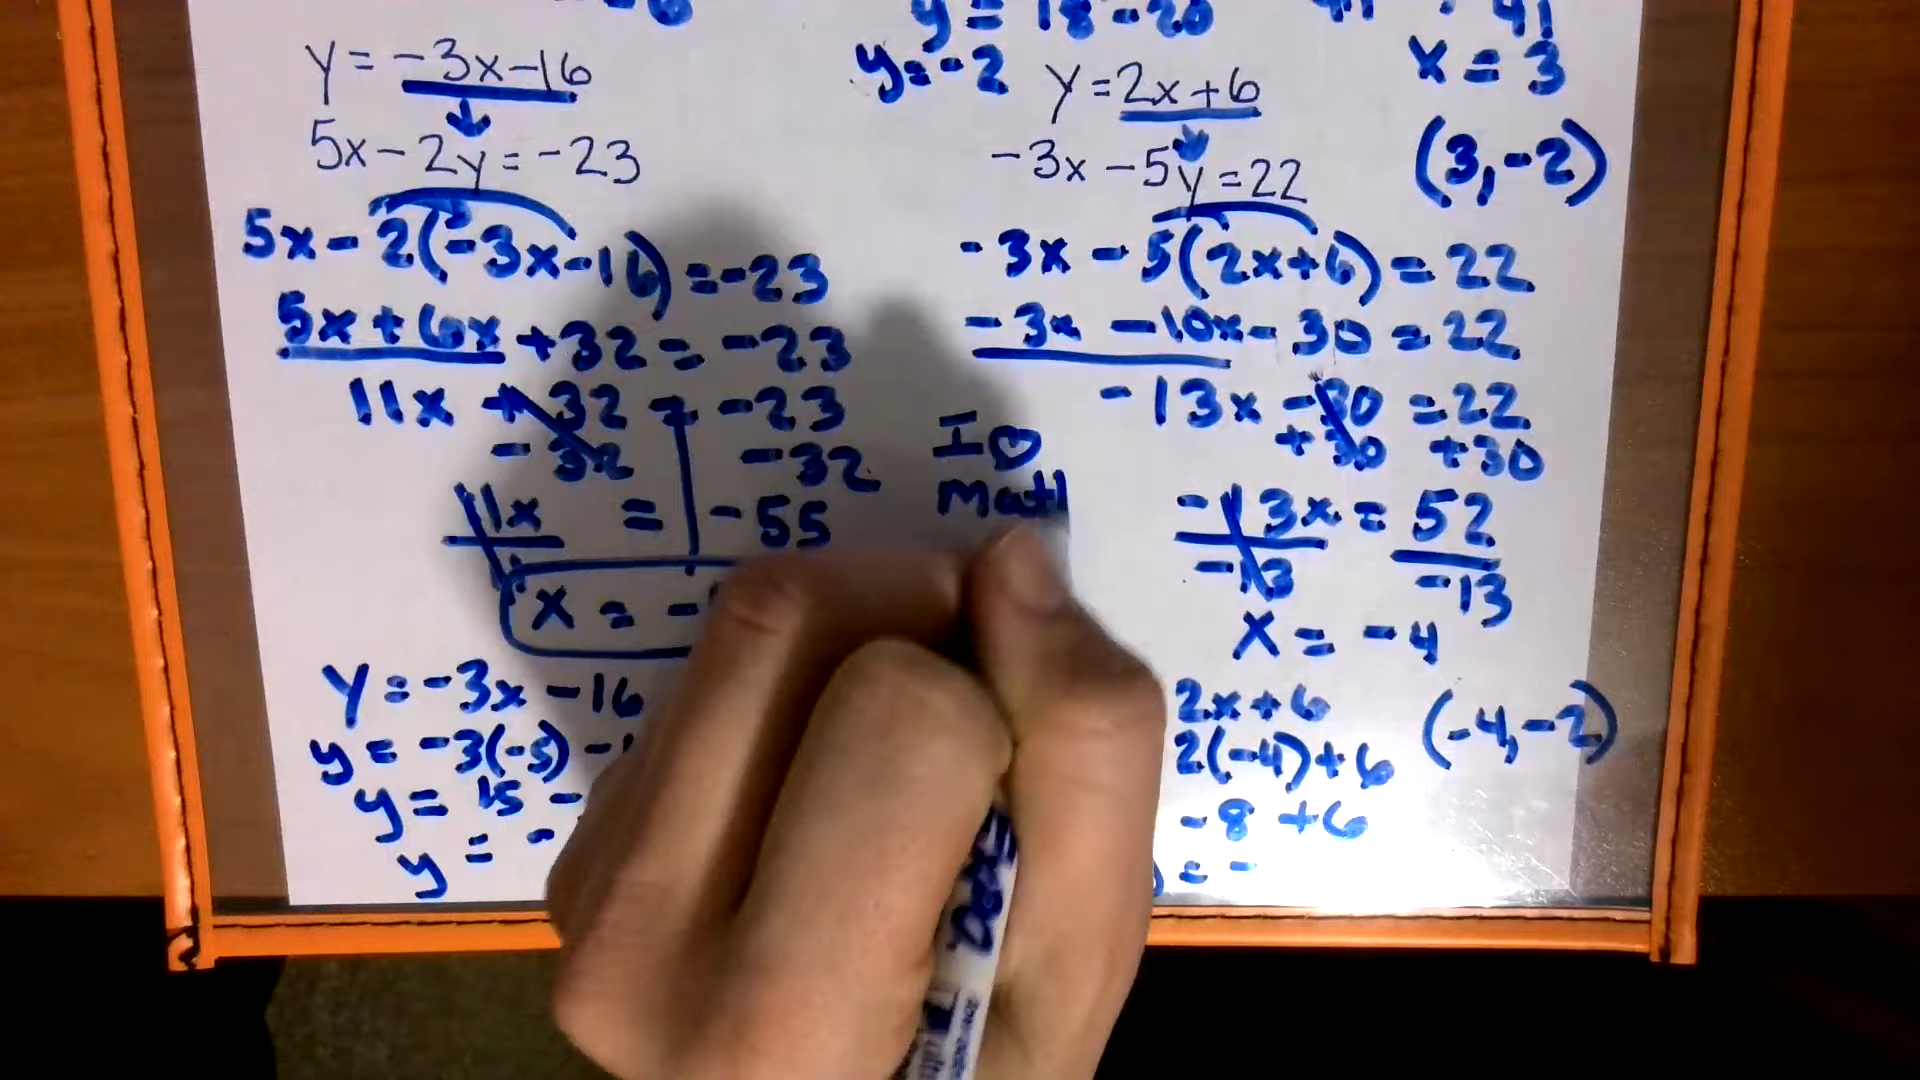 y = 18 - 20
y = -2
x = 3
(3, -2)
y = -3x - 16
5x - 2y = -23
5x - 2(-3x - 16) = -23
5x + 6x + 32 = -23
11x + 32 = -23
- 32 - 32
11x = -55
x = -
y = -3x - 16
y = -3(-5) -
y = 15 -
y = -
I ♡
Math
y = 2x + 6
-3x - 5y = 22
-3x - 5(2x + 6) = 22
-3x - 10x - 30 = 22
-13x - 30 = 22
+ 30 + 30
-13x = 52
-13 -13
x = -4
2x + 6
2(-4) + 6
-8 + 6
= -
(-4, -2)
EXPO